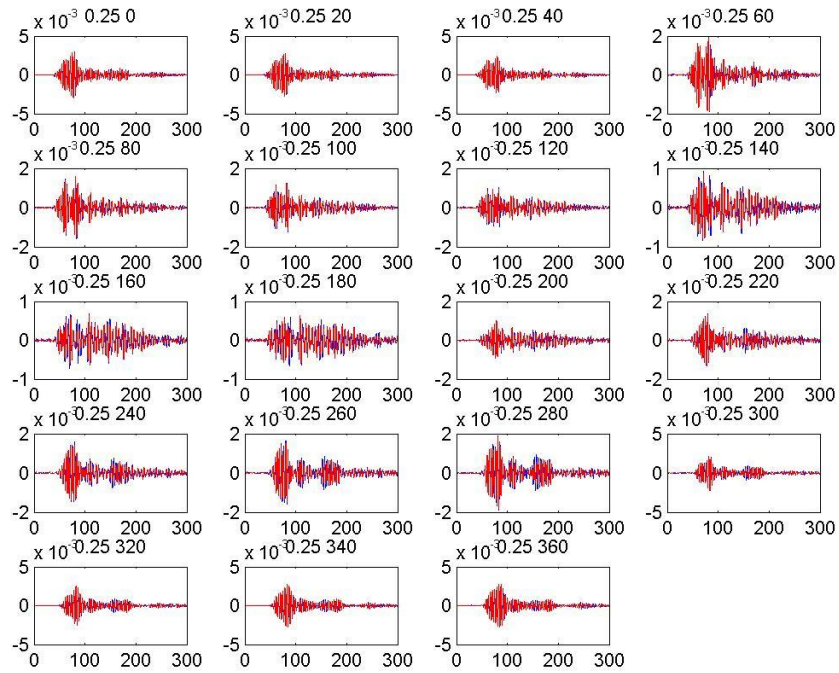 x 10-3 0.25 0
x 10-3 0.25 20
x 10-3 0.25 40
x 10-3 0.25 60
5 5 5 2
0 0 0 0
-5 -5 -5 -2
0 100 200 300 0 100 200 300 0 100 200 300 0 100 200 300
x 10-3 0.25 80
x 10-3 0.25 100
x 10-3 0.25 120
x 10-3 0.25 140
2 2 2 1
0 0 0 0
-2 -2 -2 -1
0 100 200 300 0 100 200 300 0 100 200 300 0 100 200 300
x 10-3 0.25 160
x 10-3 0.25 180
x 10-3 0.25 200
x 10-3 0.25 220
1 1 2 2
0 0 0 0
-1 -1 -2 -2
0 100 200 300 0 100 200 300 0 100 200 300 0 100 200 300
x 10-3 0.25 240
x 10-3 0.25 260
x 10-3 0.25 280
x 10-3 0.25 300
2 2 2 5
0 0 0 0
-2 -2 -2 -5
0 100 200 300 0 100 200 300 0 100 200 300 0 100 200 300
x 10-3 0.25 320
x 10-3 0.25 340
x 10-3 0.25 360
5 5 5
0 0 0
-5 -5 -5
0 100 200 300 0 100 200 300 0 100 200 300